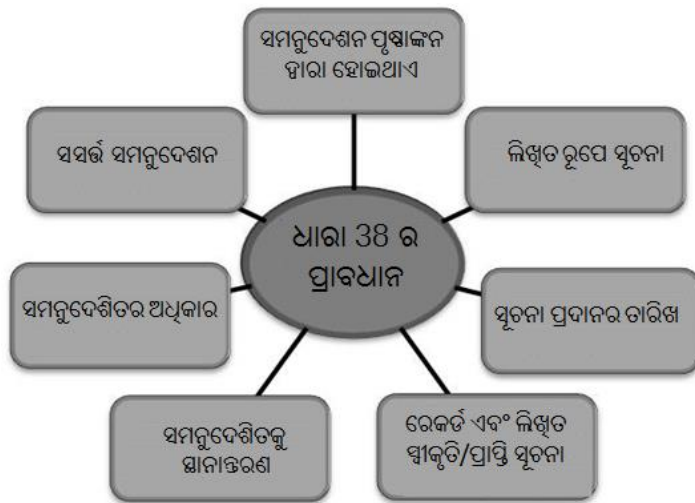 ସମନୁଦେଶନ ପୃଷ୍ଠାଙ୍କନ
ଦ୍ୱାରା ହୋଇଥାଏ
ସସର୍ତ୍ତ ସମନୁଦେଶନ
ଲିଖିତ ରୂପେ ସୂଚନା
ଧାରା 38 ର
ପ୍ରାବଧାନ
ସମନୁଦେଶିତର ଅଧିକାର
ସୂଚନା ପ୍ରଦାନର ତାରିଖ
ସମନୁଦେଶିତକୁ
ସ୍ଥାନାନ୍ତରଣ
ରେକର୍ଡ ଏବଂ ଲିଖିତ
ସ୍ୱୀକୃତି/ପ୍ରାପ୍ତି ସୂଚନା